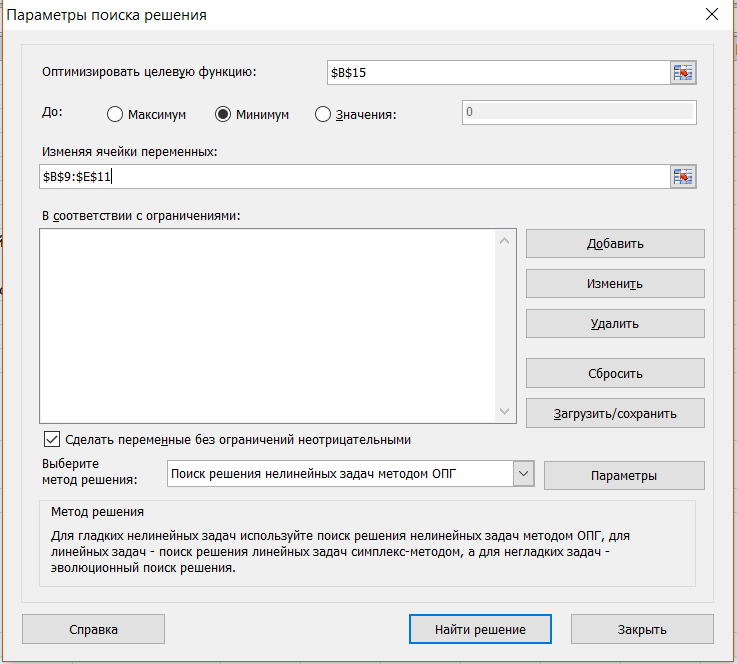 Параметры поиска решения
Оптимизировать целевую функцию:
$B$15
До:
Максимум
Минимум
Значения:
0
Изменяя ячейки переменных:
$B$9:$E$11
В соответствии с ограничениями:
Добавить
Изменить
Удалить
Сбросить
Загрузить/сохранить
Сделать переменные без ограничений неотрицательными
Выберите
метод решения:
Поиск решения нелинейных задач методом ОПГ
Параметры
Метод решения
Для гладких нелинейных задач используйте поиск решения нелинейных задач методом ОПГ, для
линейных задач - поиск решения линейных задач симплекс-методом, а для негладких задач -
эволюционный поиск решения.
Справка
Найти решение
Закрыть